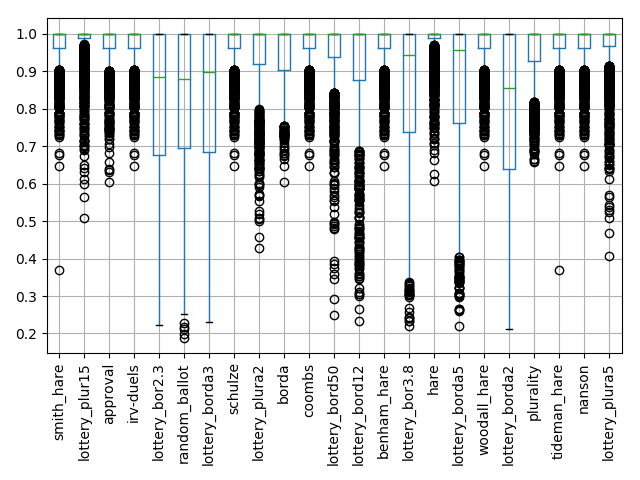 1.0
0.9
0.8
0.7
0.6
0.5
0.4
0.3
0.2
smith_hare
lottery_plur15
approval
irv-duels
lottery_bor2.3
random_ballot
lottery_borda3
schulze
lottery_plura2
borda
coombs
lottery_bord50
lottery_bord12
benham_hare
lottery_bor3.8
hare
lottery_borda5
woodall_hare
lottery_borda2
plurality
tideman_hare
nanson
lottery_plura5